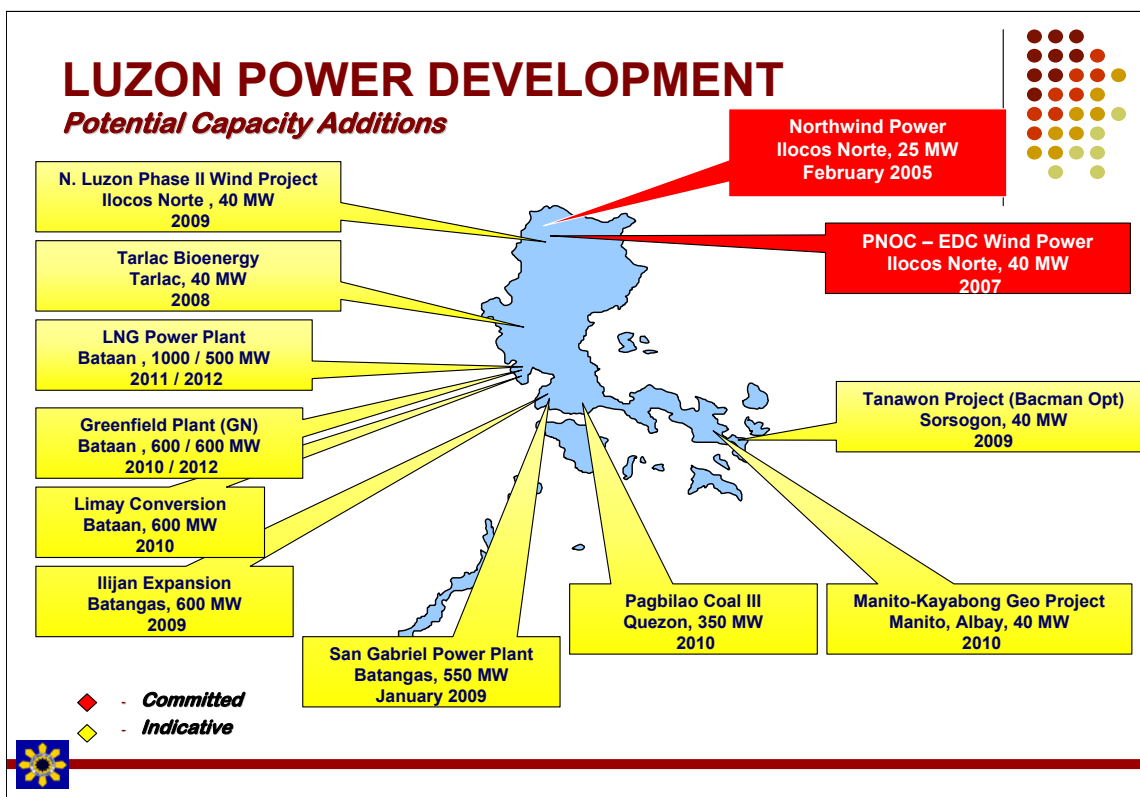 LUZON POWER DEVELOPMENT
Potential Capacity Additions
Northwind Power
Ilocos Norte, 25 MW
February 2005
N. Luzon Phase II Wind Project
Ilocos Norte , 40 MW
2009
PNOC – EDC Wind Power
Ilocos Norte, 40 MW
2007
Tarlac Bioenergy
Tarlac, 40 MW
2008
LNG Power Plant
Bataan , 1000 / 500 MW
2011 / 2012
Tanawon Project (Bacman Opt)
Sorsogon, 40 MW
2009
Greenfield Plant (GN)
Bataan , 600 / 600 MW
2010 / 2012
Limay Conversion
Bataan, 600 MW
2010
Ilijan Expansion
Batangas, 600 MW
2009
Pagbilao Coal III
Quezon, 350 MW
2010
Manito-Kayabong Geo Project
Manito, Albay, 40 MW
2010
San Gabriel Power Plant
Batangas, 550 MW
January 2009
- Committed
- Indicative